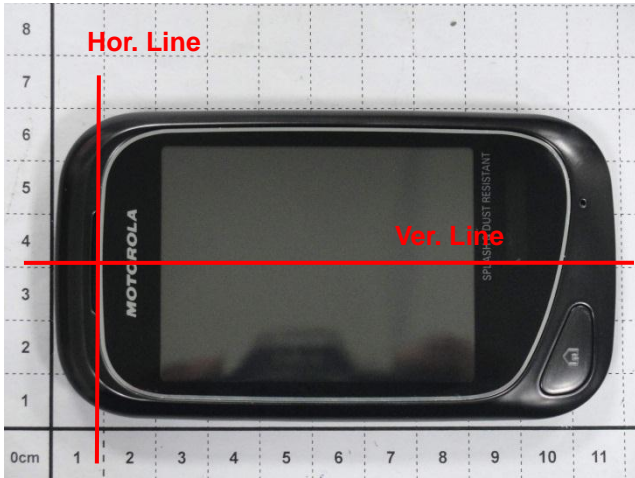 8
Hor. Line
7
6
5
SPLASH & DUST RESISTANT
4
MOTOROLA
Ver. Line
3
2
1
0cm 1 2 3 4 5 6 7 8 9 10 11